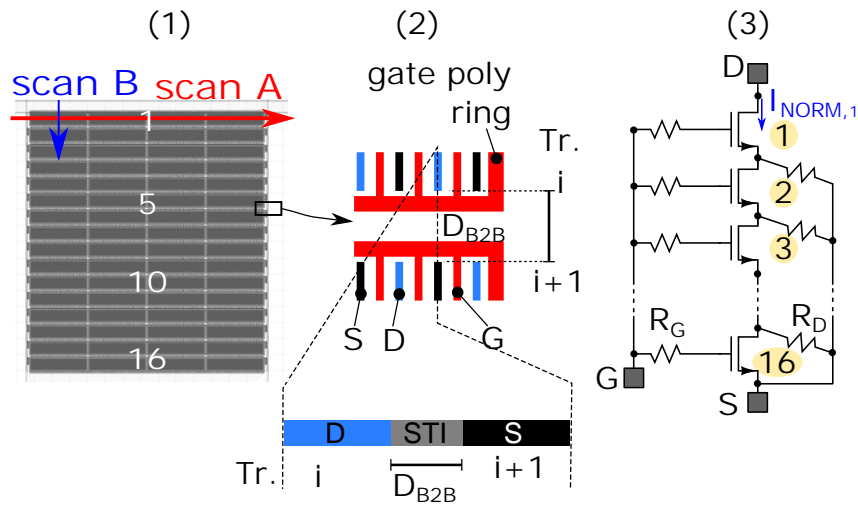 (1)
scan B
scan A
1
5
10
16
(2)
gate poly
ring
Tr.
i
D_B2B
i+1
S
D
G
D
STI
S
Tr.
i
i+1
D_B2B
(3)
D
I_NORM,1
1
2
3
R_G
R_D
16
G
S